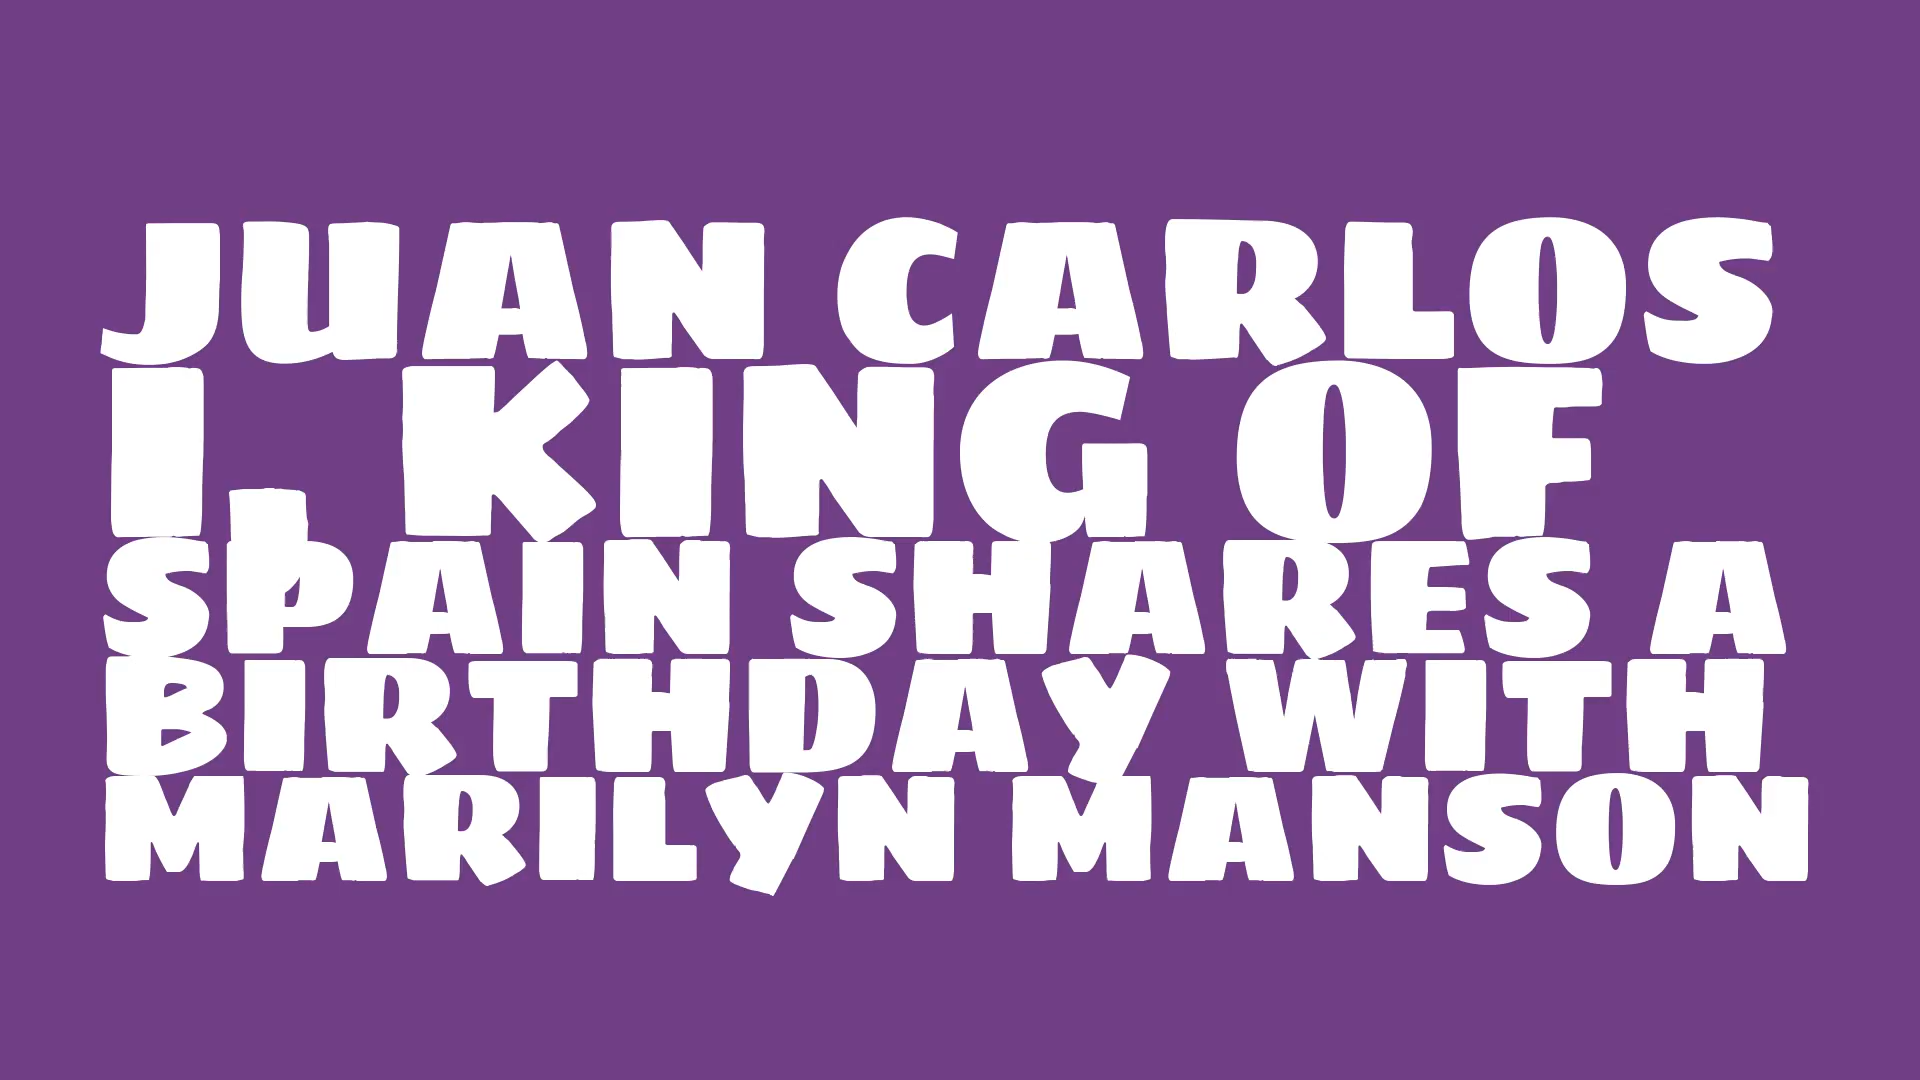 JUAN CARLOS
I, KING OF
SPAIN SHARES A
BIRTHDAY WITH
MARILYN MANSON